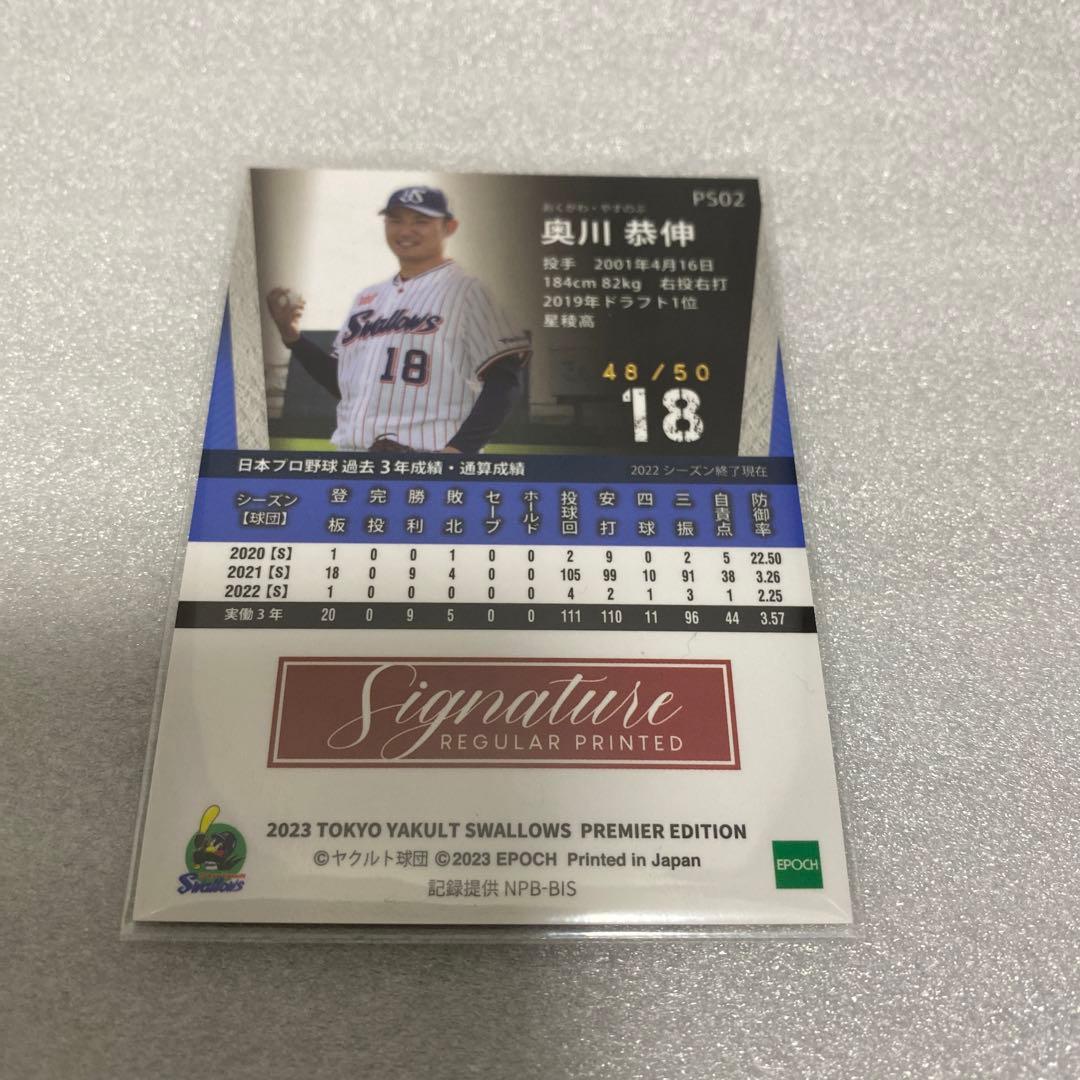 PS02
おくがわ・やすのぶ
奥川 恭伸
投手 2001年4月16日
184cm 82kg 右投右打
2019年ドラフト1位
星稜高
48/50
18
Swallows
18
日本プロ野球 過去3年成績・通算成績 2022 シーズン終了現在
シーズン【球団】 登板 完投 勝利 敗北 セーブ ホールド 投球回 安打 四球 三振 自責点 防御率
2020【S】 1 0 0 1 0 0 2 9 0 2 5 22.50
2021【S】 18 0 9 4 0 0 105 99 10 91 38 3.26
2022【S】 1 0 0 0 0 0 4 2 1 3 1 2.25
実働3年 20 0 9 5 0 0 111 110 11 96 44 3.57
Signature
REGULAR PRINTED
2023 TOKYO YAKULT SWALLOWS PREMIER EDITION
©ヤクルト球団 ©2023 EPOCH Printed in Japan
記録提供 NPB-BIS
Swallows
EPOCH